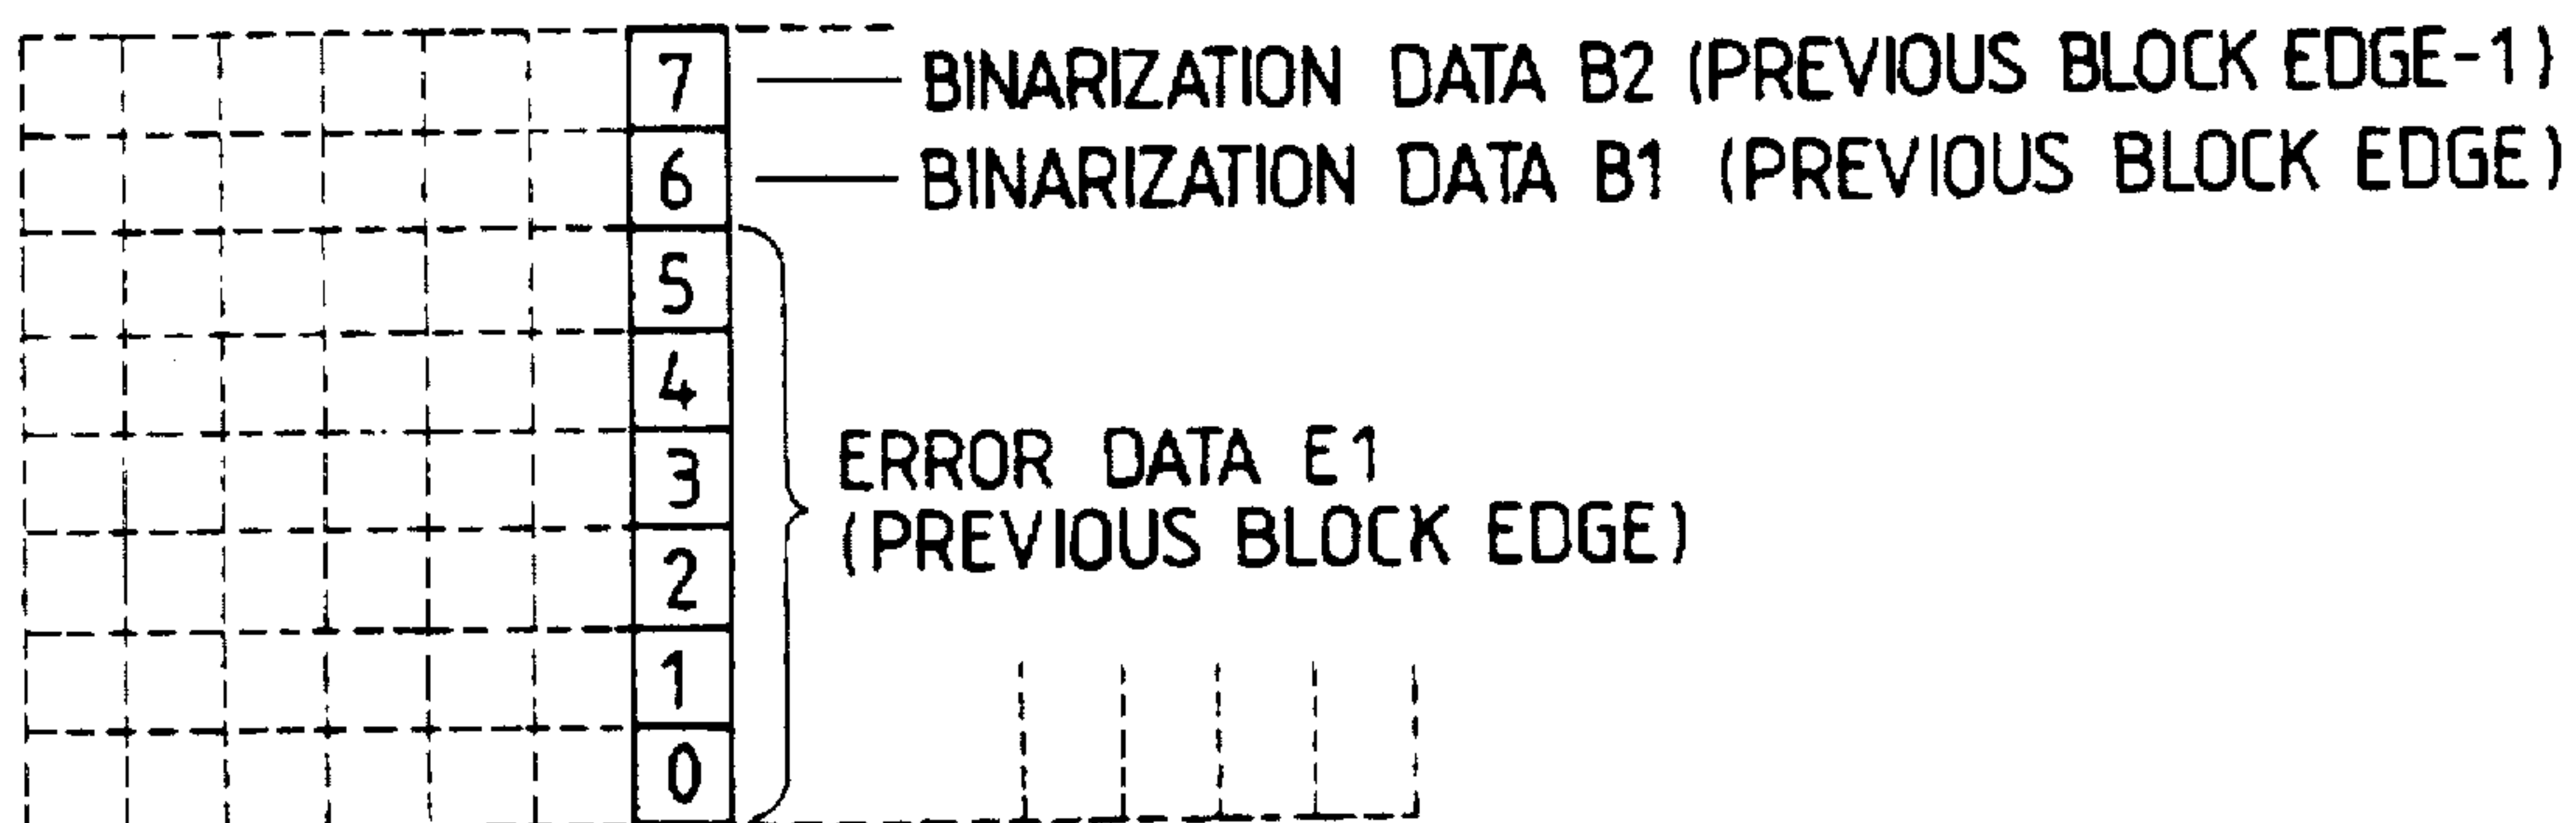 7 BINARIZATION DATA B2 (PREVIOUS BLOCK EDGE-1)
6 BINARIZATION DATA B1 (PREVIOUS BLOCK EDGE)
5
4
3
ERROR DATA E1
(PREVIOUS BLOCK EDGE)
2
1
0